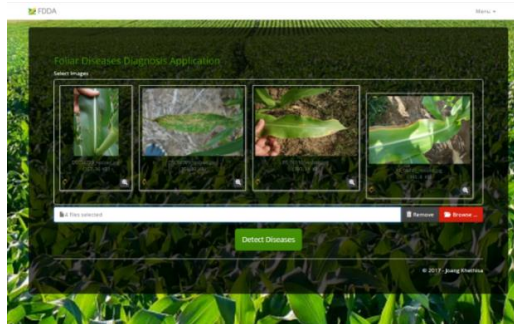 FDDA
Menu
Foliar Diseases Diagnosis Application
Select Images
4 files selected
Remove
Browse ...
Detect Diseases
© 2017 - Joang Khethisa